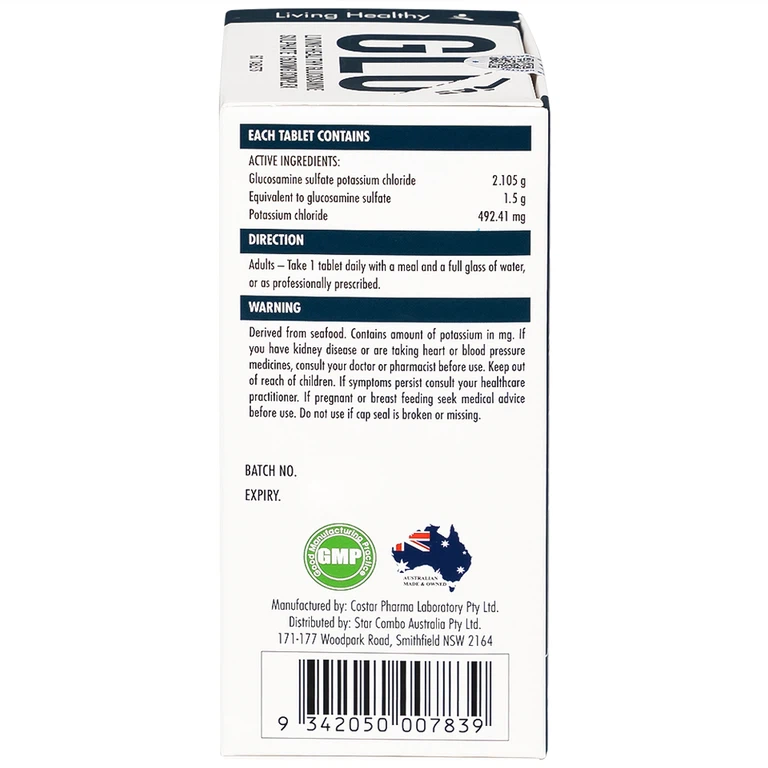 Living Healthy
GLU
LIVING HEALTHY GLUCOSAMINE
EACH TABLET CONTAINS
ACTIVE INGREDIENTS:
Glucosamine sulfate potassium chloride 2.105 g
Equivalent to glucosamine sulfate 1.5 g
Potassium chloride 492.41 mg
DIRECTION
Adults – Take 1 tablet daily with a meal and a full glass of water,
or as professionally prescribed.
WARNING
Derived from seafood. Contains amount of potassium in mg. If
you have kidney disease or are taking heart or blood pressure
medicines, consult your doctor or pharmacist before use. Keep out
of reach of children. If symptoms persist consult your healthcare
practitioner. If pregnant or breast feeding seek medical advice
before use. Do not use if cap seal is broken or missing.
BATCH NO.
EXPIRY.
Good Manufacturing Practice
GMP
AUSTRALIAN
MADE & OWNED
Manufactured by: Costar Pharma Laboratory Pty Ltd.
Distributed by: Star Combo Australia Pty Ltd.
171-177 Woodpark Road, Smithfield NSW 2164
9 342050 007839